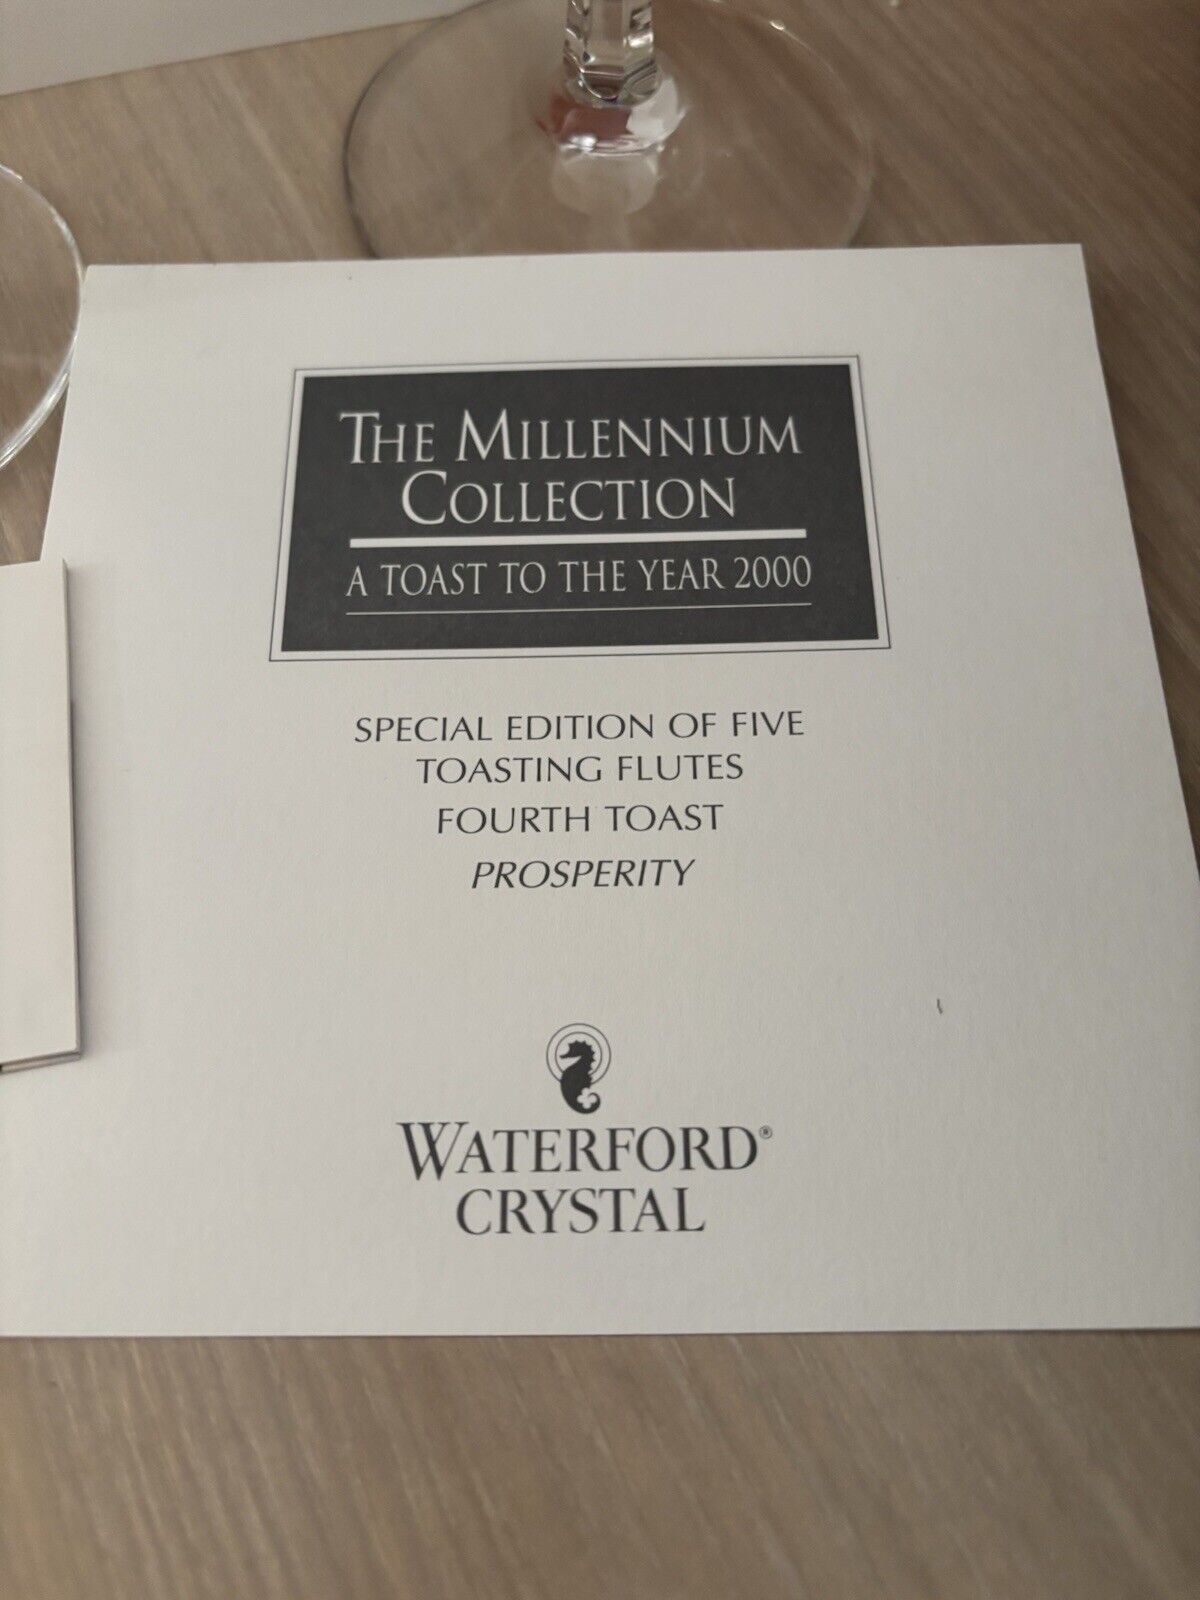 THE MILLENNIUM
COLLECTION
A TOAST TO THE YEAR 2000
SPECIAL EDITION OF FIVE
TOASTING FLUTES
FOURTH TOAST
PROSPERITY
WATERFORD®
CRYSTAL